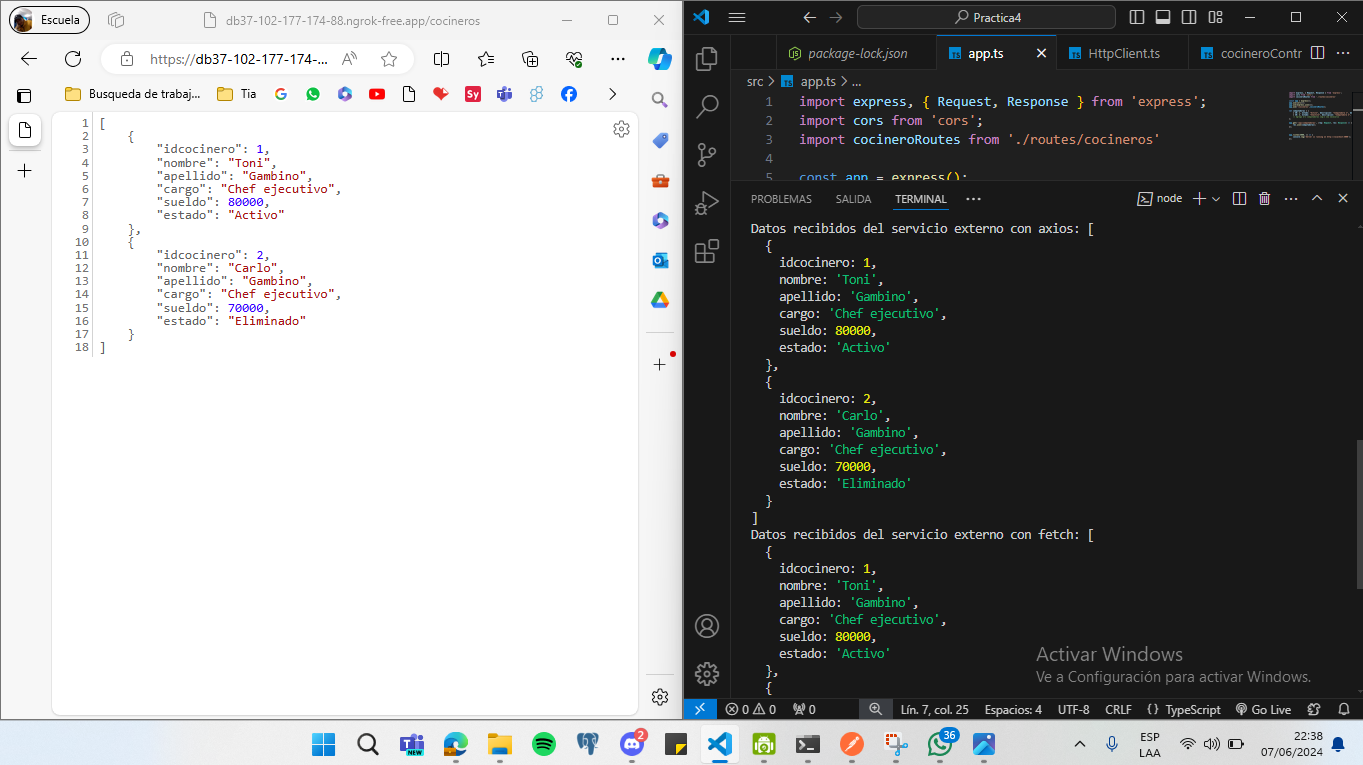 Escuela
db37-102-177-174-88.ngrok-free.app/cocineros
https://db37-102-177-174-...
Busqueda de trabaj...
Tia
1 [
2 {
3 "idcocinero": 1,
4 "nombre": "Toni",
5 "apellido": "Gambino",
6 "cargo": "Chef ejecutivo",
7 "sueldo": 80000,
8 "estado": "Activo"
9 },
10 {
11 "idcocinero": 2,
12 "nombre": "Carlo",
13 "apellido": "Gambino",
14 "cargo": "Chef ejecutivo",
15 "sueldo": 70000,
16 "estado": "Eliminado"
17 }
18 ]
Practica4
package-lock.json
TS app.ts
TS HttpClient.ts
TS cocineroContr
src > TS app.ts > ...
1 import express, { Request, Response } from 'express';
2 import cors from 'cors';
3 import cocineroRoutes from './routes/cocineros'
4
5 const app = express();
PROBLEMAS SALIDA TERMINAL ...
node
Datos recibidos del servicio externo con axios: [
{
idcocinero: 1,
nombre: 'Toni',
apellido: 'Gambino',
cargo: 'Chef ejecutivo',
sueldo: 80000,
estado: 'Activo'
},
{
idcocinero: 2,
nombre: 'Carlo',
apellido: 'Gambino',
cargo: 'Chef ejecutivo',
sueldo: 70000,
estado: 'Eliminado'
}
]
Datos recibidos del servicio externo con fetch: [
{
idcocinero: 1,
nombre: 'Toni',
apellido: 'Gambino',
cargo: 'Chef ejecutivo',
sueldo: 80000,
estado: 'Activo'
},
{
Activar Windows
Ve a Configuración para activar Windows.
0 0 0 Lín. 7, col. 25 Espacios: 4 UTF-8 CRLF {} TypeScript Go Live
NEW
2
36
ESP
LAA
22:38
07/06/2024